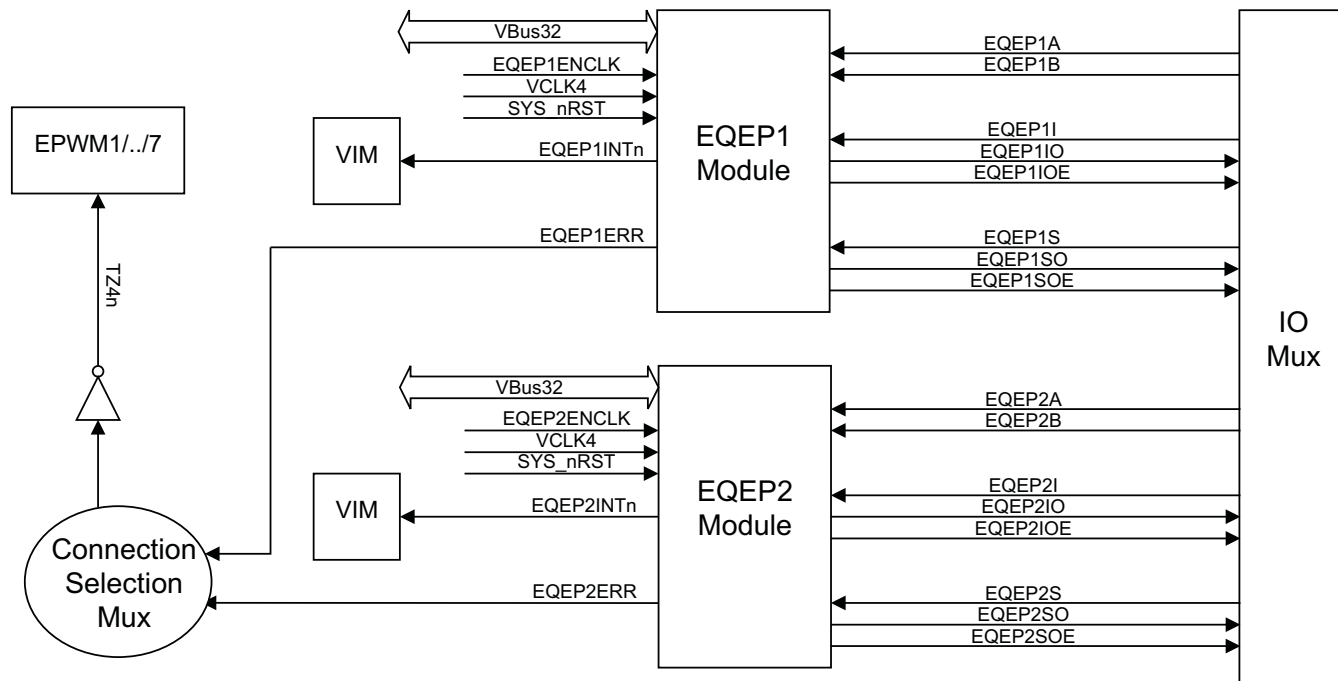 VBus32
EQEP1ENCLK
VCLK4
SYS_nRST
EPWM1/../7
VIM
EQEP1INTn
EQEP1
Module
EQEP1A
EQEP1B
EQEP1I
EQEP1IO
EQEP1IOE
EQEP1ERR
EQEP1S
EQEP1SO
EQEP1SOE
TZ4n
IO
Mux
VBus32
EQEP2ENCLK
VCLK4
SYS_nRST
VIM
EQEP2INTn
EQEP2
Module
EQEP2A
EQEP2B
EQEP2I
EQEP2IO
EQEP2IOE
Connection
Selection
Mux
EQEP2ERR
EQEP2S
EQEP2SO
EQEP2SOE